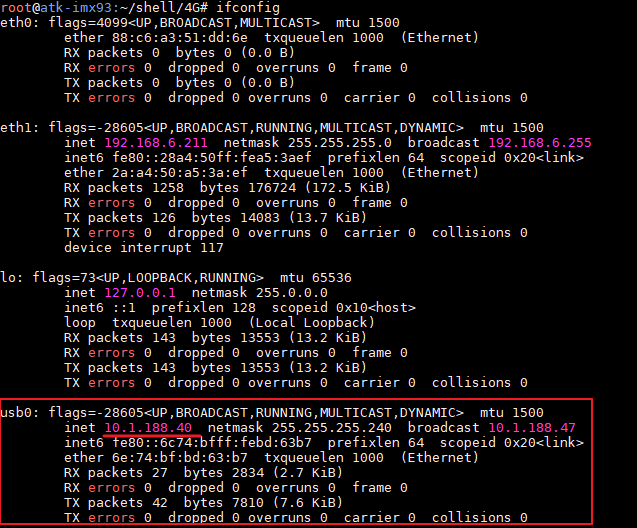 root@atk-imx93:~/shell/4G# ifconfig
eth0: flags=4099<UP,BROADCAST,MULTICAST>  mtu 1500
        ether 88:c6:a3:51:dd:6e  txqueuelen 1000  (Ethernet)
        RX packets 0  bytes 0 (0.0 B)
        RX errors 0  dropped 0  overruns 0  frame 0
        TX packets 0  bytes 0 (0.0 B)
        TX errors 0  dropped 0 overruns 0  carrier 0  collisions 0
eth1: flags=-28605<UP,BROADCAST,RUNNING,MULTICAST,DYNAMIC>  mtu 1500
        inet 192.168.6.211  netmask 255.255.255.0  broadcast 192.168.6.255
        inet6 fe80::28a4:50ff:fea5:3aef  prefixlen 64  scopeid 0x20<link>
        ether 2a:a4:50:a5:3a:ef  txqueuelen 1000  (Ethernet)
        RX packets 1258  bytes 176724 (172.5 KiB)
        RX errors 0  dropped 0  overruns 0  frame 0
        TX packets 126  bytes 14083 (13.7 KiB)
        TX errors 0  dropped 0 overruns 0  carrier 0  collisions 0
        device interrupt 117
lo: flags=73<UP,LOOPBACK,RUNNING>  mtu 65536
        inet 127.0.0.1  netmask 255.0.0.0
        inet6 ::1  prefixlen 128  scopeid 0x10<host>
        loop  txqueuelen 1000  (Local Loopback)
        RX packets 143  bytes 13553 (13.2 KiB)
        RX errors 0  dropped 0  overruns 0  frame 0
        TX packets 143  bytes 13553 (13.2 KiB)
        TX errors 0  dropped 0 overruns 0  carrier 0  collisions 0
usb0: flags=-28605<UP,BROADCAST,RUNNING,MULTICAST,DYNAMIC>  mtu 1500
        inet 10.1.188.40  netmask 255.255.255.240  broadcast 10.1.188.47
        inet6 fe80::6c74:bfff:febd:63b7  prefixlen 64  scopeid 0x20<link>
        ether 6e:74:bf:bd:63:b7  txqueuelen 1000  (Ethernet)
        RX packets 27  bytes 2834 (2.7 KiB)
        RX errors 0  dropped 0  overruns 0  frame 0
        TX packets 42  bytes 7810 (7.6 KiB)
        TX errors 0  dropped 0 overruns 0  carrier 0  collisions 0